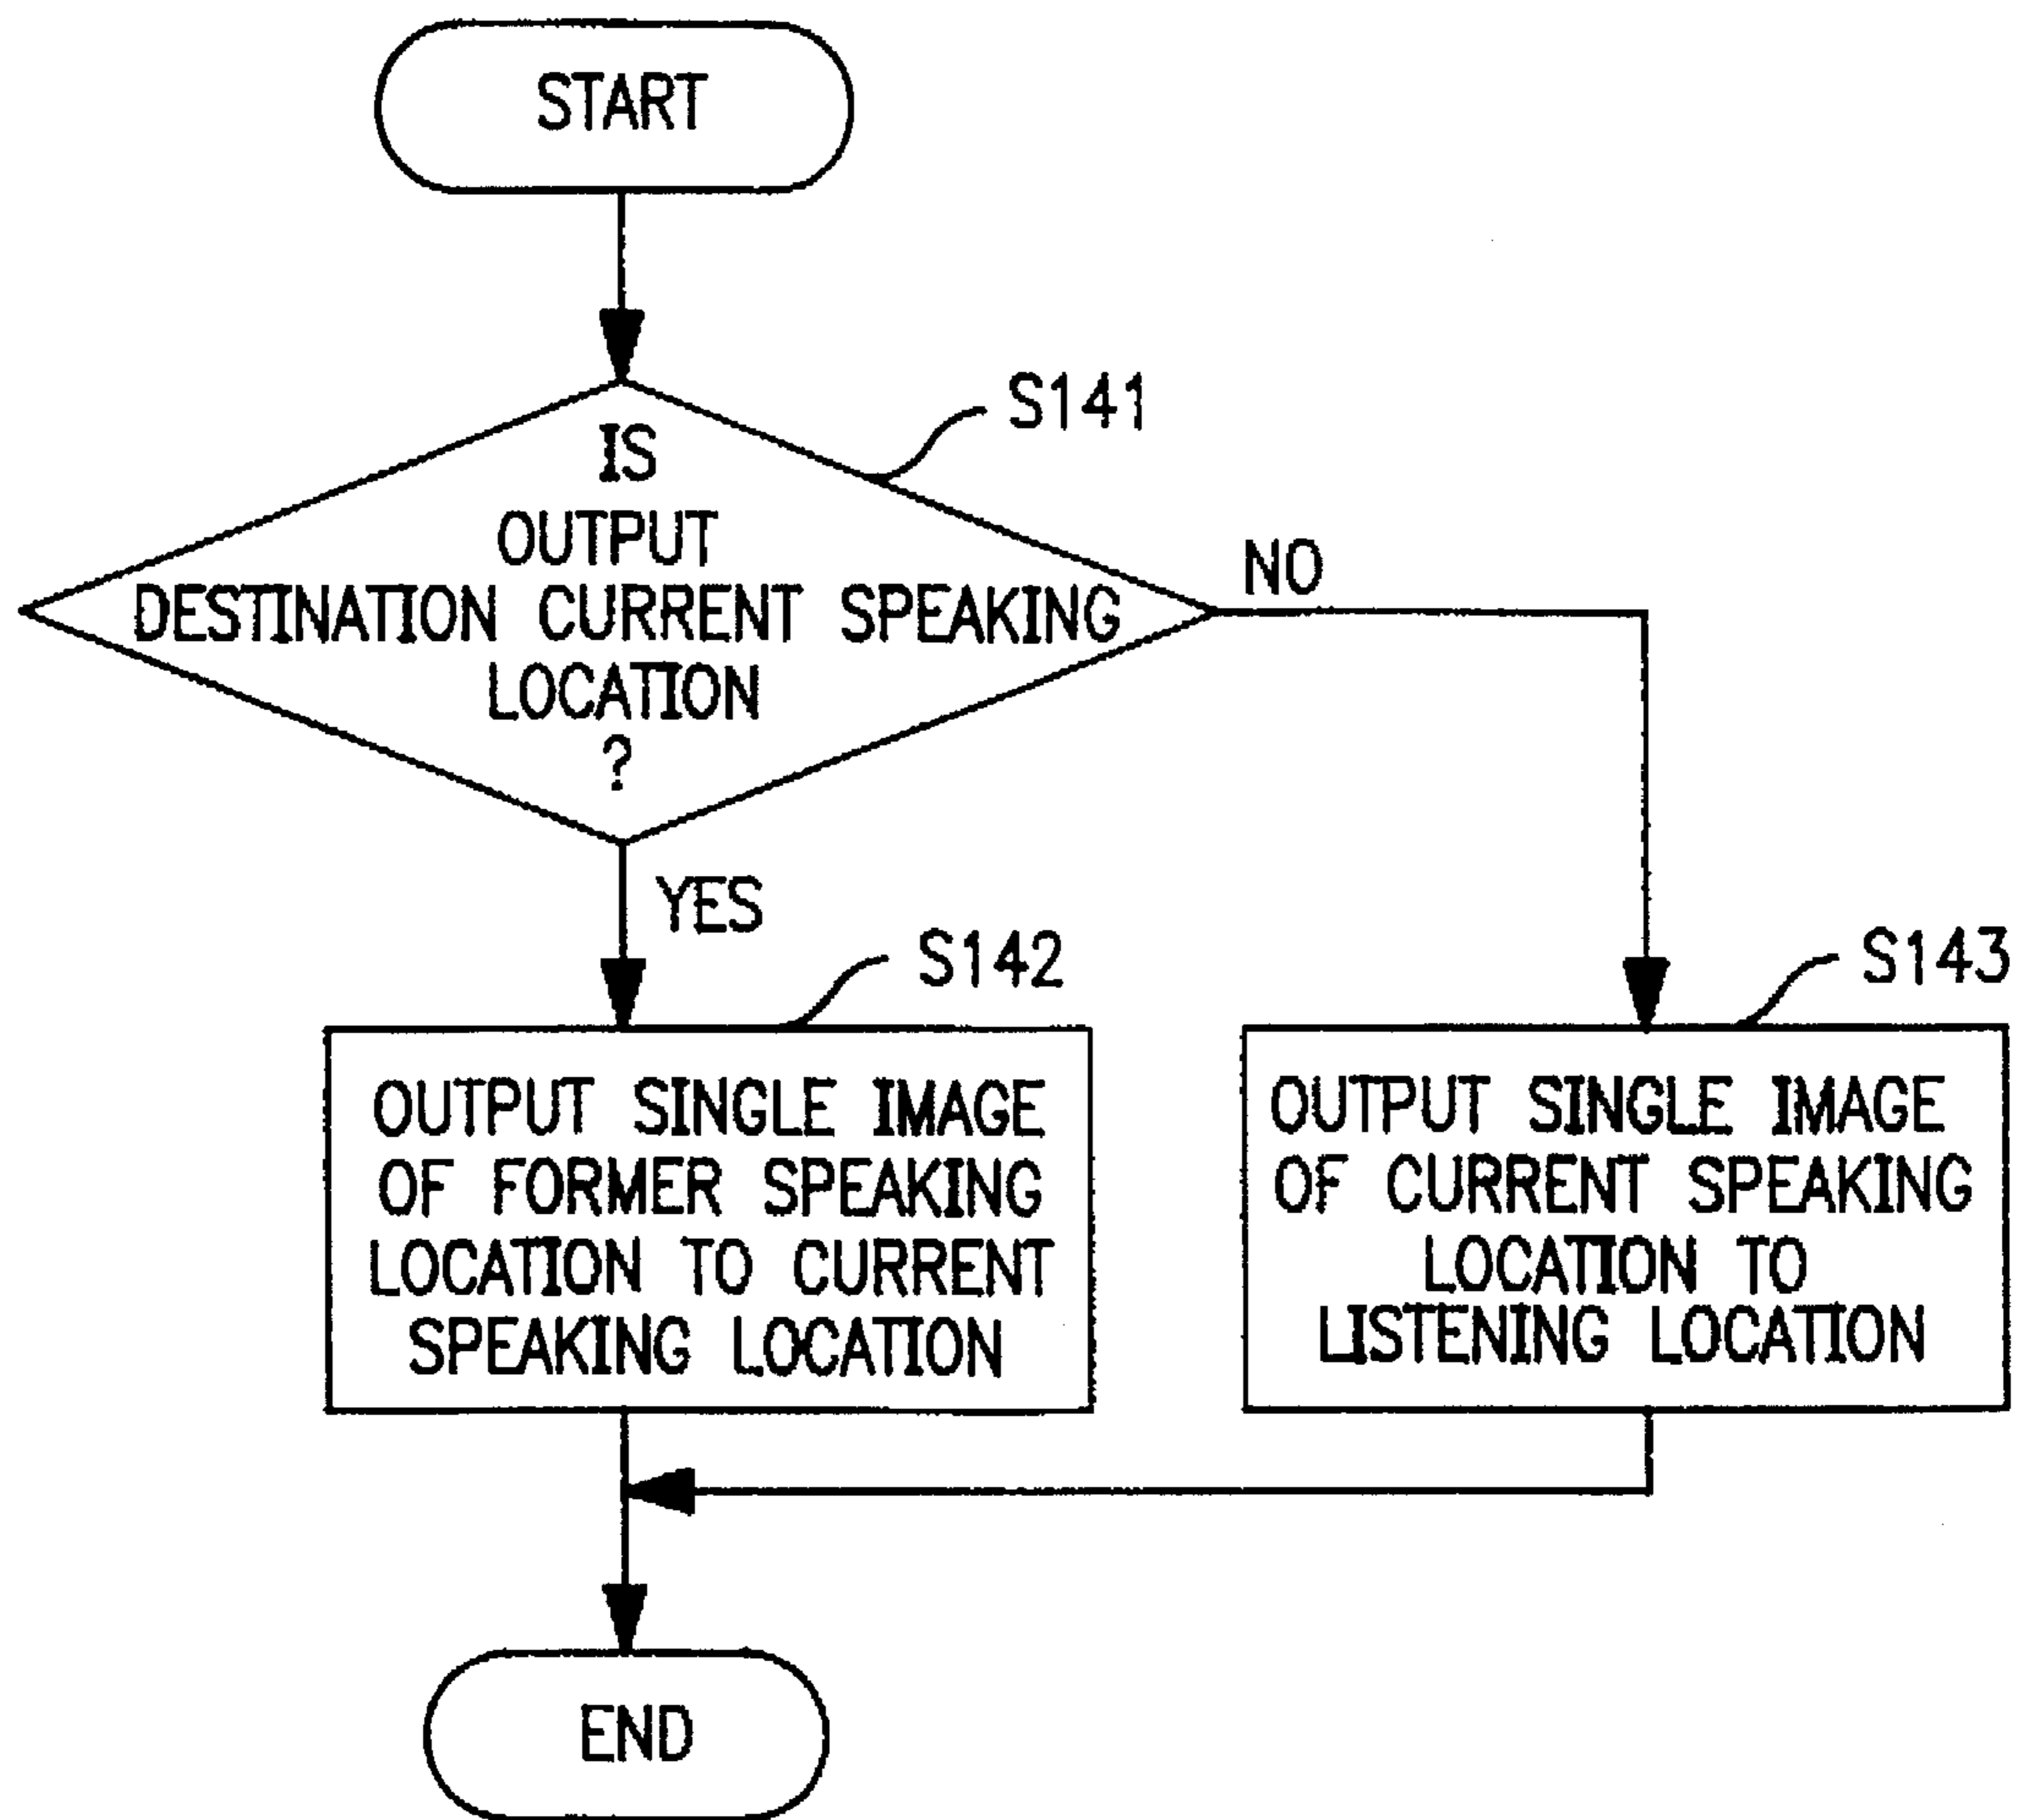 START
S141
IS
OUTPUT
DESTINATION CURRENT SPEAKING
LOCATION
?
NO
YES
S142
OUTPUT SINGLE IMAGE
OF FORMER SPEAKING
LOCATION TO CURRENT
SPEAKING LOCATION
S143
OUTPUT SINGLE IMAGE
OF CURRENT SPEAKING
LOCATION TO
LISTENING LOCATION
END